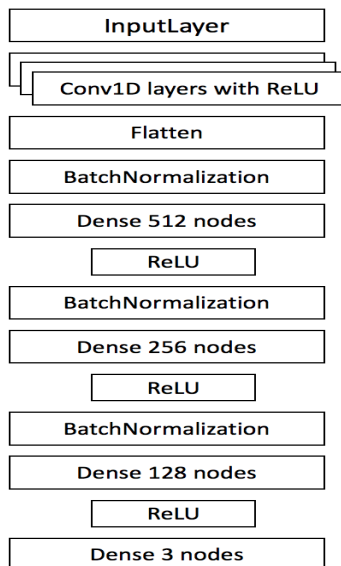 InputLayer
Conv1D layers with ReLU
Flatten
BatchNormalization
Dense 512 nodes
ReLU
BatchNormalization
Dense 256 nodes
ReLU
BatchNormalization
Dense 128 nodes
ReLU
Dense 3 nodes